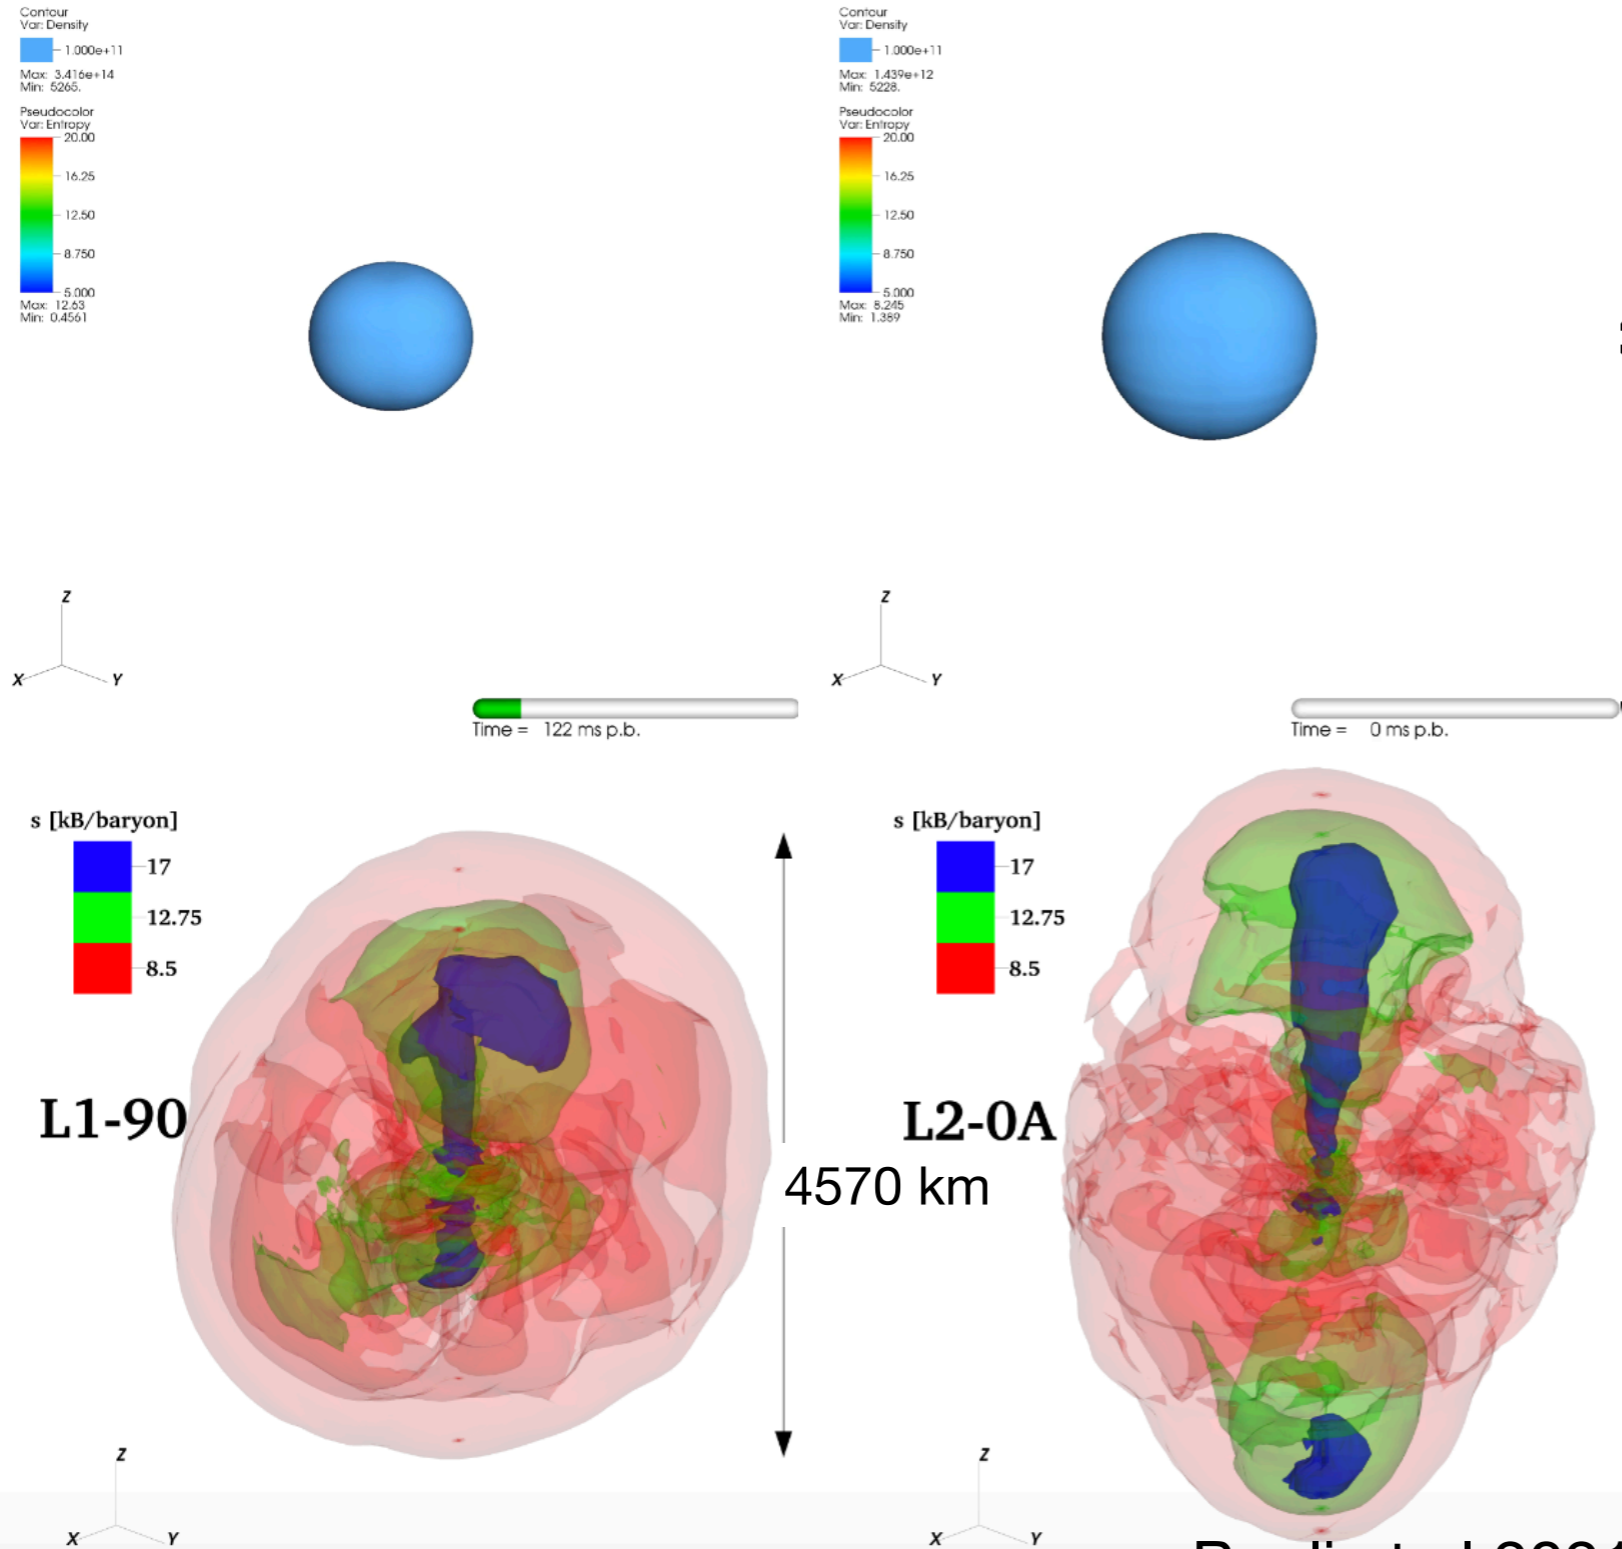 Contour
Var: Density
1.000e+11
Max: 3.416e+14
Min: 5265.
Pseudocolor
Var: Entropy
20.00
16.25
12.50
8.750
5.000
Max: 12.63
Min: 0.4561
Z
X
Y
Time = 122 ms p.b.
Contour
Var: Density
1.000e+11
Max: 1.439e+12
Min: 5228.
Pseudocolor
Var: Entropy
20.00
16.25
12.50
8.750
5.000
Max: 8.245
Min: 1.389
Z
X
Y
Time = 0 ms p.b.
s [kB/baryon]
17
12.75
8.5
L1-90
Z
X
Y
4570 km
s [kB/baryon]
17
12.75
8.5
L2-0A
Z
X
Y